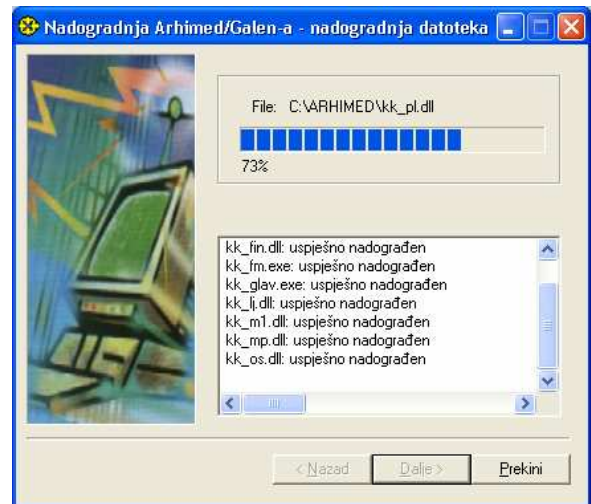 Nadogradnja Arhimed/Galen-a - nadogradnja datoteka
File: C:\ARHIMED\kk_pl.dll
73%
kk_fin.dll: uspješno nadograđen
kk_fm.exe: uspješno nadograđen
kk_glav.exe: uspješno nadograđen
kk_lj.dll: uspješno nadograđen
kk_m1.dll: uspješno nadograđen
kk_mp.dll: uspješno nadograđen
kk_os.dll: uspješno nadograđen
< Nazad Dalje > Prekini